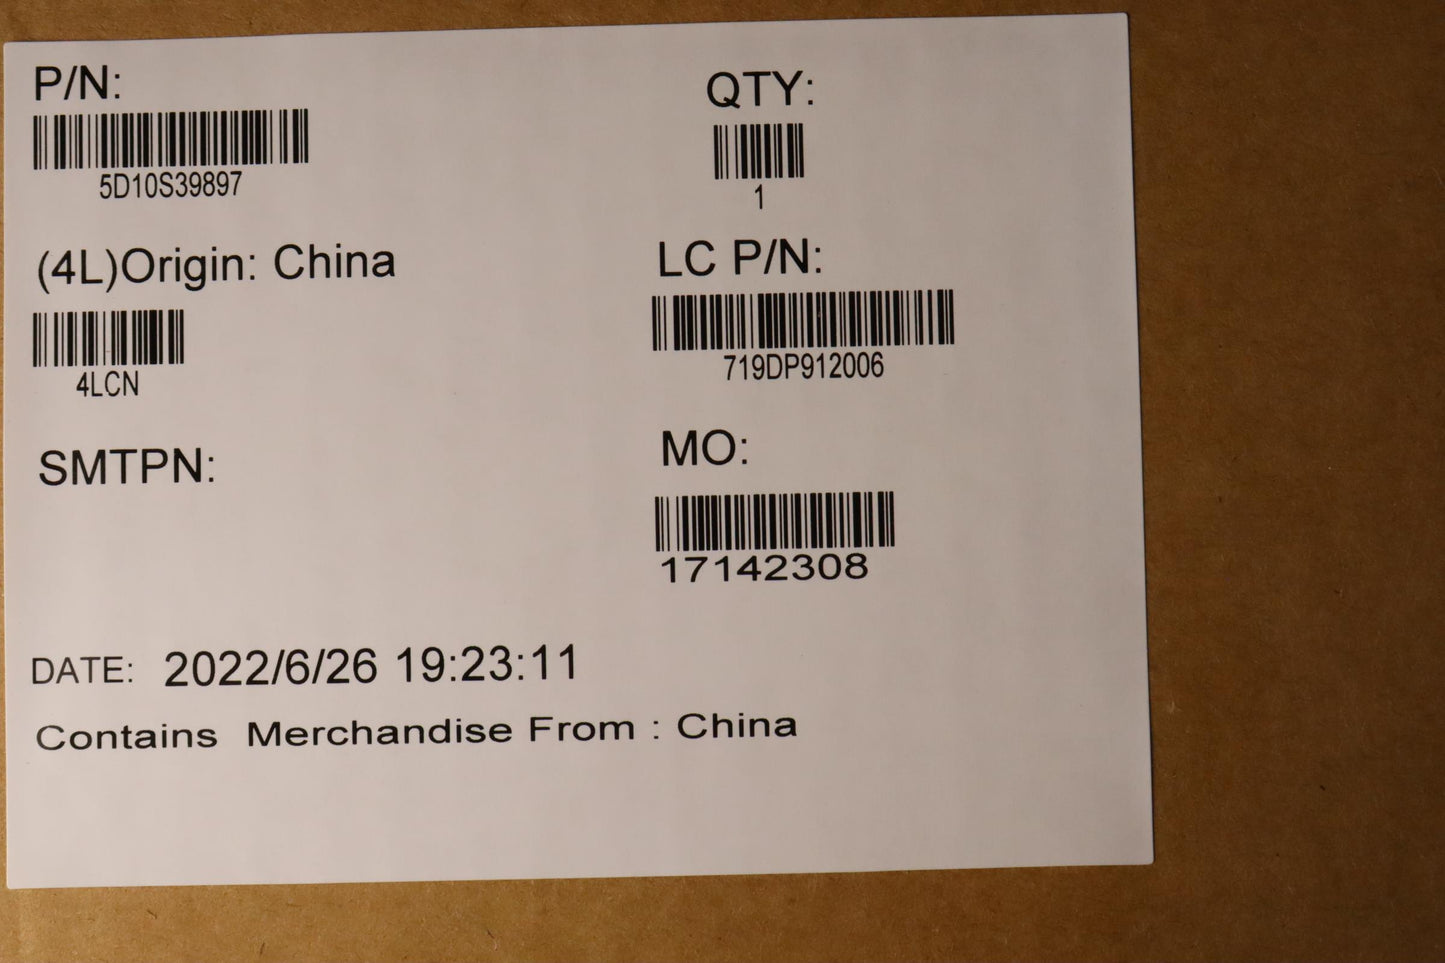 P/N:
5D10S39897
QTY:
1
(4L)Origin: China
4LCN
LC P/N:
719DP912006
SMTPN:
MO:
17142308
DATE: 2022/6/26 19:23:11
Contains Merchandise From : China